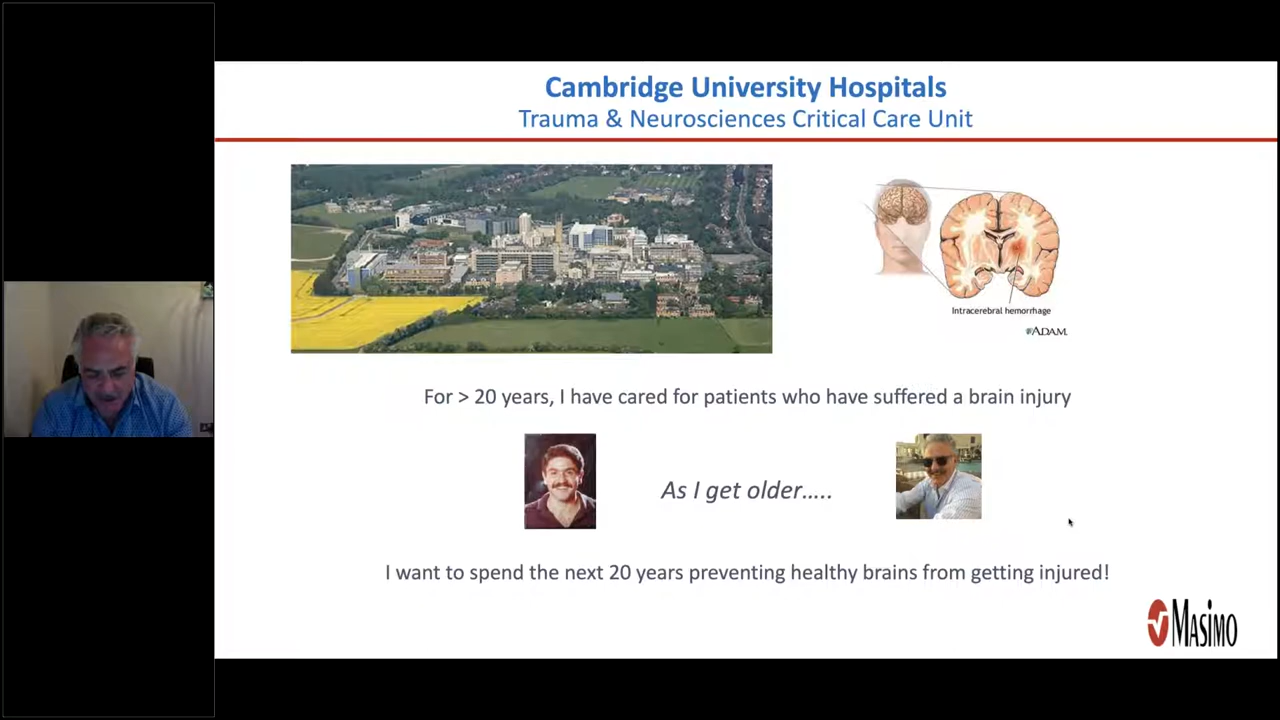 Cambridge University Hospitals
Trauma & Neurosciences Critical Care Unit
Intracerebral hemorrhage
ADAM.
For > 20 years, I have cared for patients who have suffered a brain injury
As I get older…..
I want to spend the next 20 years preventing healthy brains from getting injured!
Masimo